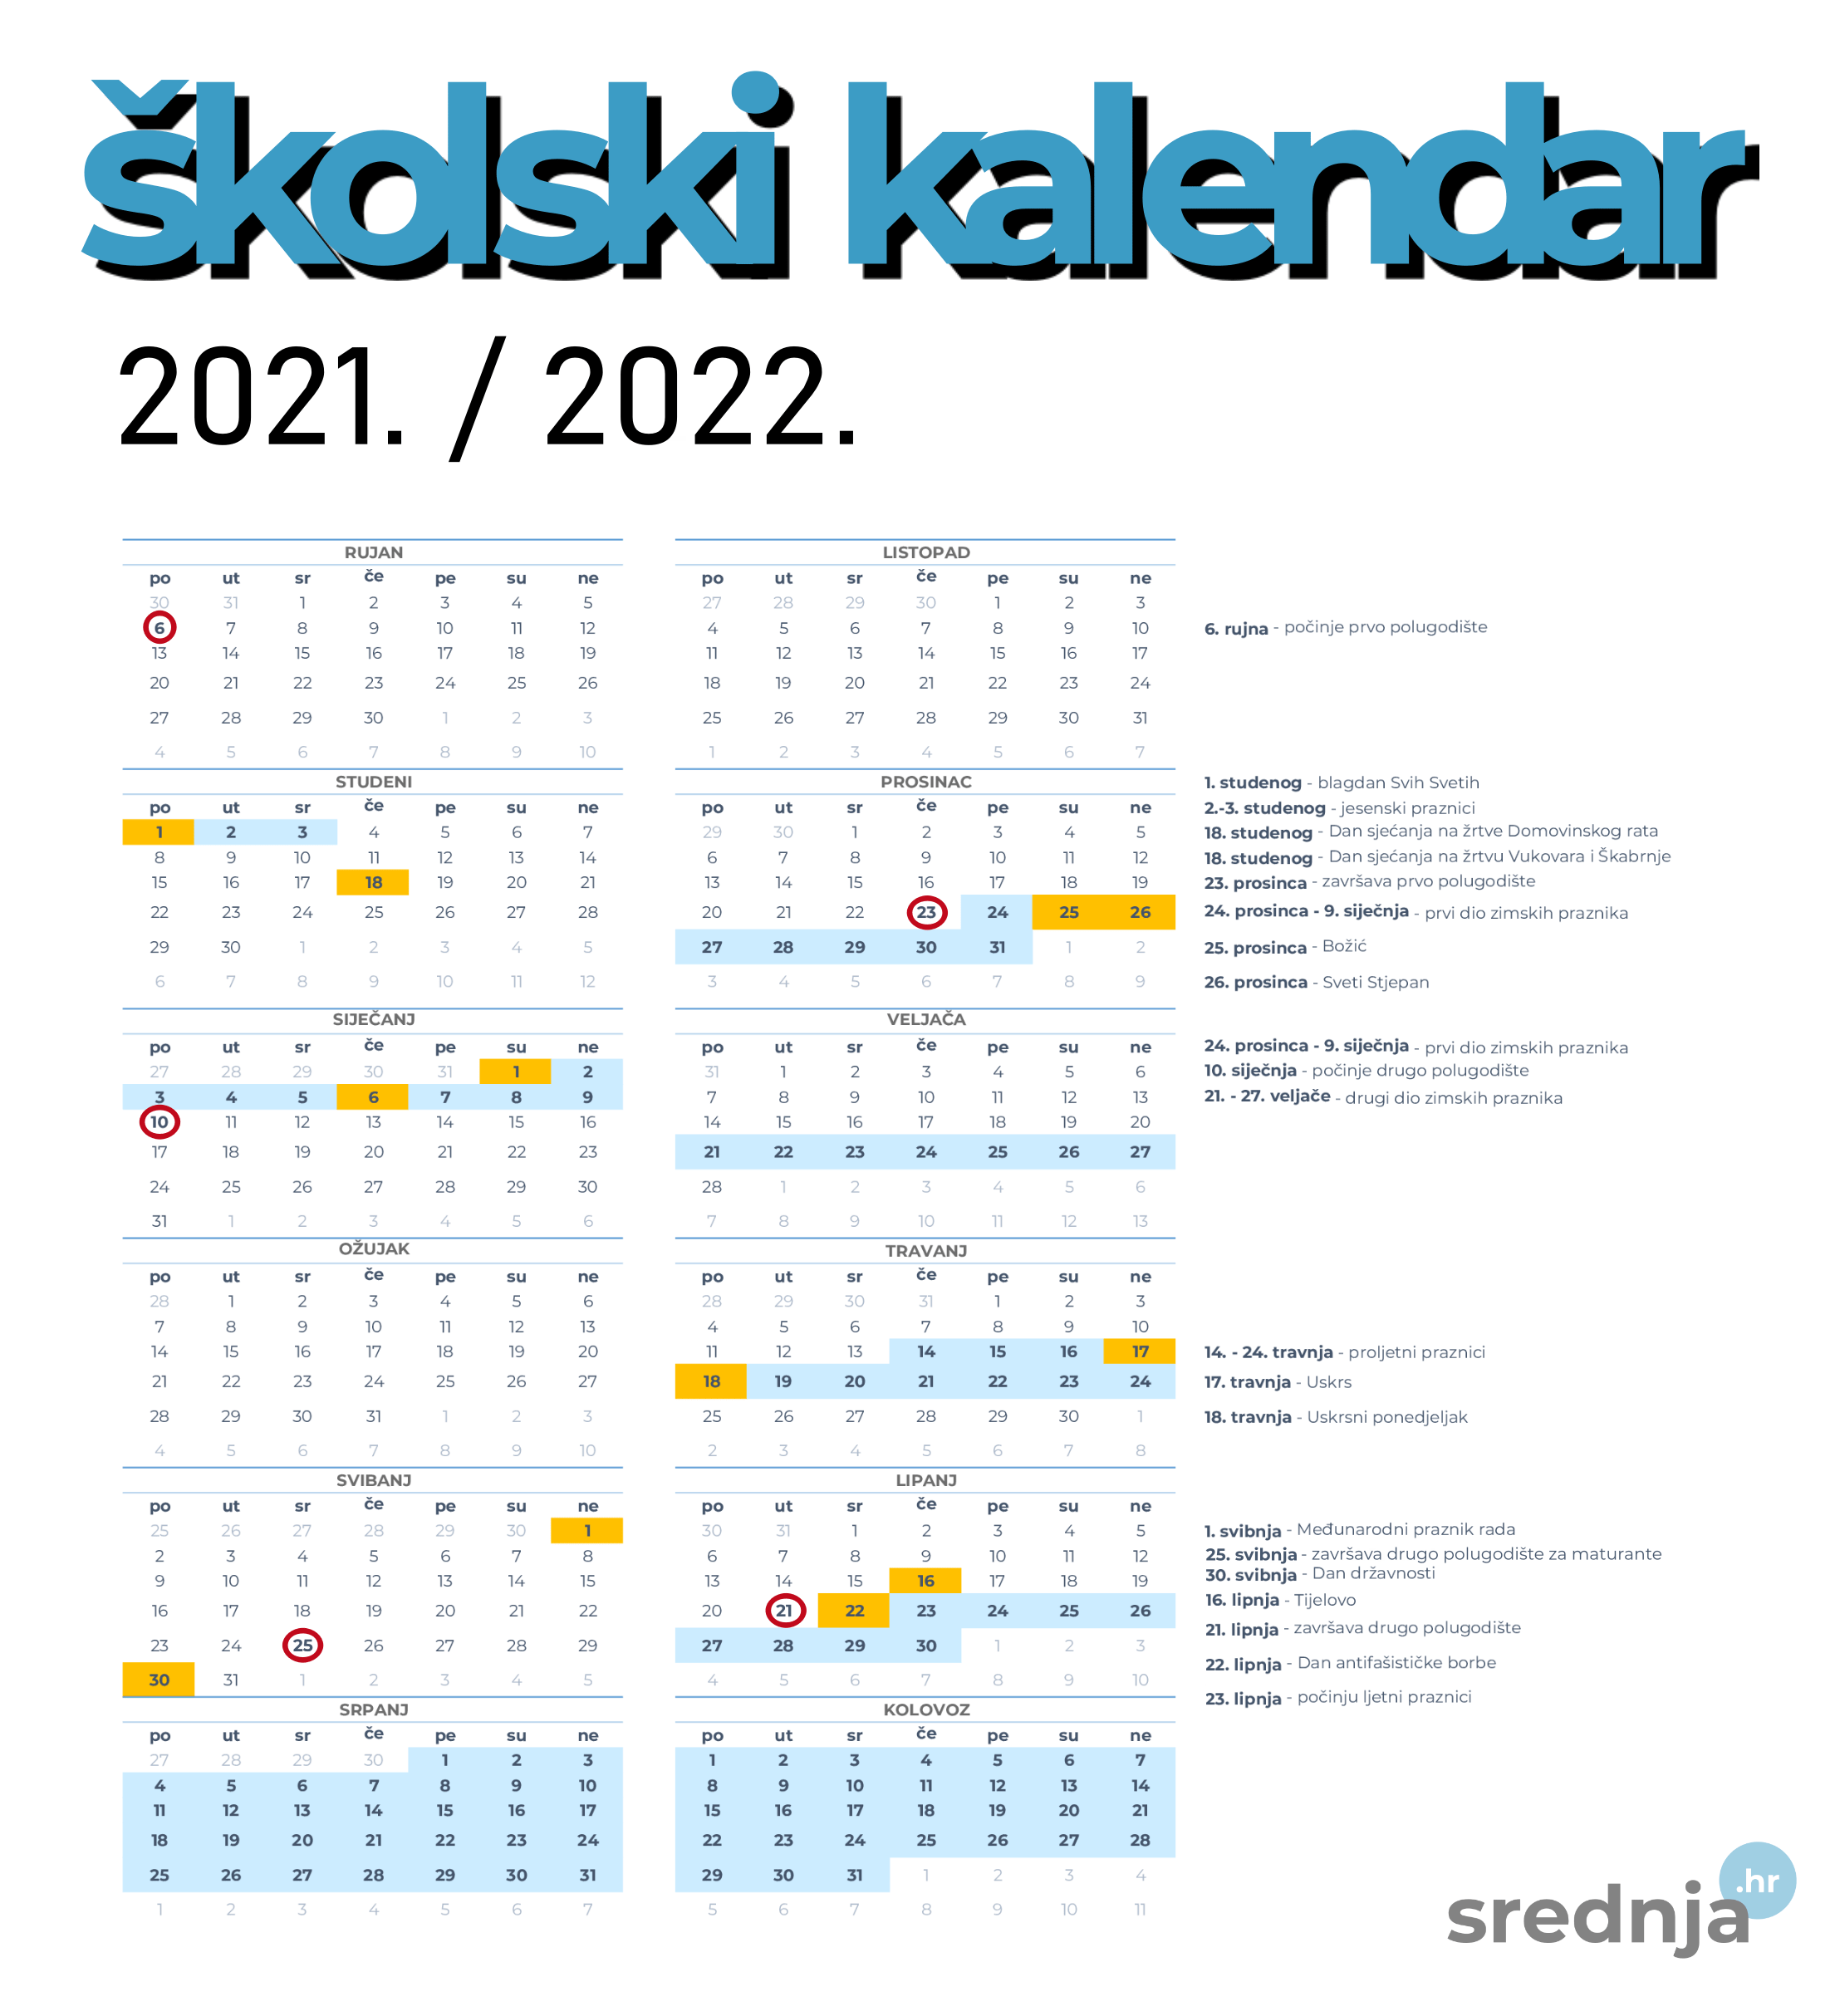 školski kalendar
2021. / 2022.
RUJAN
po ut sr če pe su ne
30 31 1 2 3 4 5
6 7 8 9 10 11 12
13 14 15 16 17 18 19
20 21 22 23 24 25 26
27 28 29 30 1 2 3
4 5 6 7 8 9 10
LISTOPAD
po ut sr če pe su ne
27 28 29 30 1 2 3
4 5 6 7 8 9 10
11 12 13 14 15 16 17
18 19 20 21 22 23 24
25 26 27 28 29 30 31
1 2 3 4 5 6 7
6. rujna - počinje prvo polugodište
STUDENI
po ut sr če pe su ne
1 2 3 4 5 6 7
8 9 10 11 12 13 14
15 16 17 18 19 20 21
22 23 24 25 26 27 28
29 30 1 2 3 4 5
6 7 8 9 10 11 12
PROSINAC
po ut sr če pe su ne
29 30 1 2 3 4 5
6 7 8 9 10 11 12
13 14 15 16 17 18 19
20 21 22 23 24 25 26
27 28 29 30 31 1 2
3 4 5 6 7 8 9
1. studenog - blagdan Svih Svetih
2.-3. studenog - jesenski praznici
18. studenog - Dan sjećanja na žrtve Domovinskog rata
18. studenog - Dan sjećanja na žrtvu Vukovara i Škabrnje
23. prosinca - završava prvo polugodište
24. prosinca - 9. siječnja - prvi dio zimskih praznika
25. prosinca - Božić
26. prosinca - Sveti Stjepan
SIJEČANJ
po ut sr če pe su ne
27 28 29 30 31 1 2
3 4 5 6 7 8 9
10 11 12 13 14 15 16
17 18 19 20 21 22 23
24 25 26 27 28 29 30
31 1 2 3 4 5 6
VELJAČA
po ut sr če pe su ne
31 1 2 3 4 5 6
7 8 9 10 11 12 13
14 15 16 17 18 19 20
21 22 23 24 25 26 27
28 1 2 3 4 5 6
7 8 9 10 11 12 13
24. prosinca - 9. siječnja - prvi dio zimskih praznika
10. siječnja - počinje drugo polugodište
21. - 27. veljače - drugi dio zimskih praznika
OŽUJAK
po ut sr če pe su ne
28 1 2 3 4 5 6
7 8 9 10 11 12 13
14 15 16 17 18 19 20
21 22 23 24 25 26 27
28 29 30 31 1 2 3
4 5 6 7 8 9 10
TRAVANJ
po ut sr če pe su ne
28 29 30 31 1 2 3
4 5 6 7 8 9 10
11 12 13 14 15 16 17
18 19 20 21 22 23 24
25 26 27 28 29 30 1
2 3 4 5 6 7 8
14. - 24. travnja - proljetni praznici
17. travnja - Uskrs
18. travnja - Uskrsni ponedjeljak
SVIBANJ
po ut sr če pe su ne
25 26 27 28 29 30 1
2 3 4 5 6 7 8
9 10 11 12 13 14 15
16 17 18 19 20 21 22
23 24 25 26 27 28 29
30 31 1 2 3 4 5
LIPANJ
po ut sr če pe su ne
30 31 1 2 3 4 5
6 7 8 9 10 11 12
13 14 15 16 17 18 19
20 21 22 23 24 25 26
27 28 29 30 1 2 3
4 5 6 7 8 9 10
1. svibnja - Međunarodni praznik rada
25. svibnja - završava drugo polugodište za maturante
30. svibnja - Dan državnosti
16. lipnja - Tijelovo
21. lipnja - završava drugo polugodište
22. lipnja - Dan antifašističke borbe
23. lipnja - počinju ljetni praznici
SRPANJ
po ut sr če pe su ne
27 28 29 30 1 2 3
4 5 6 7 8 9 10
11 12 13 14 15 16 17
18 19 20 21 22 23 24
25 26 27 28 29 30 31
1 2 3 4 5 6 7
KOLOVOZ
po ut sr če pe su ne
1 2 3 4 5 6 7
8 9 10 11 12 13 14
15 16 17 18 19 20 21
22 23 24 25 26 27 28
29 30 31 1 2 3 4
5 6 7 8 9 10 11
srednja.hr